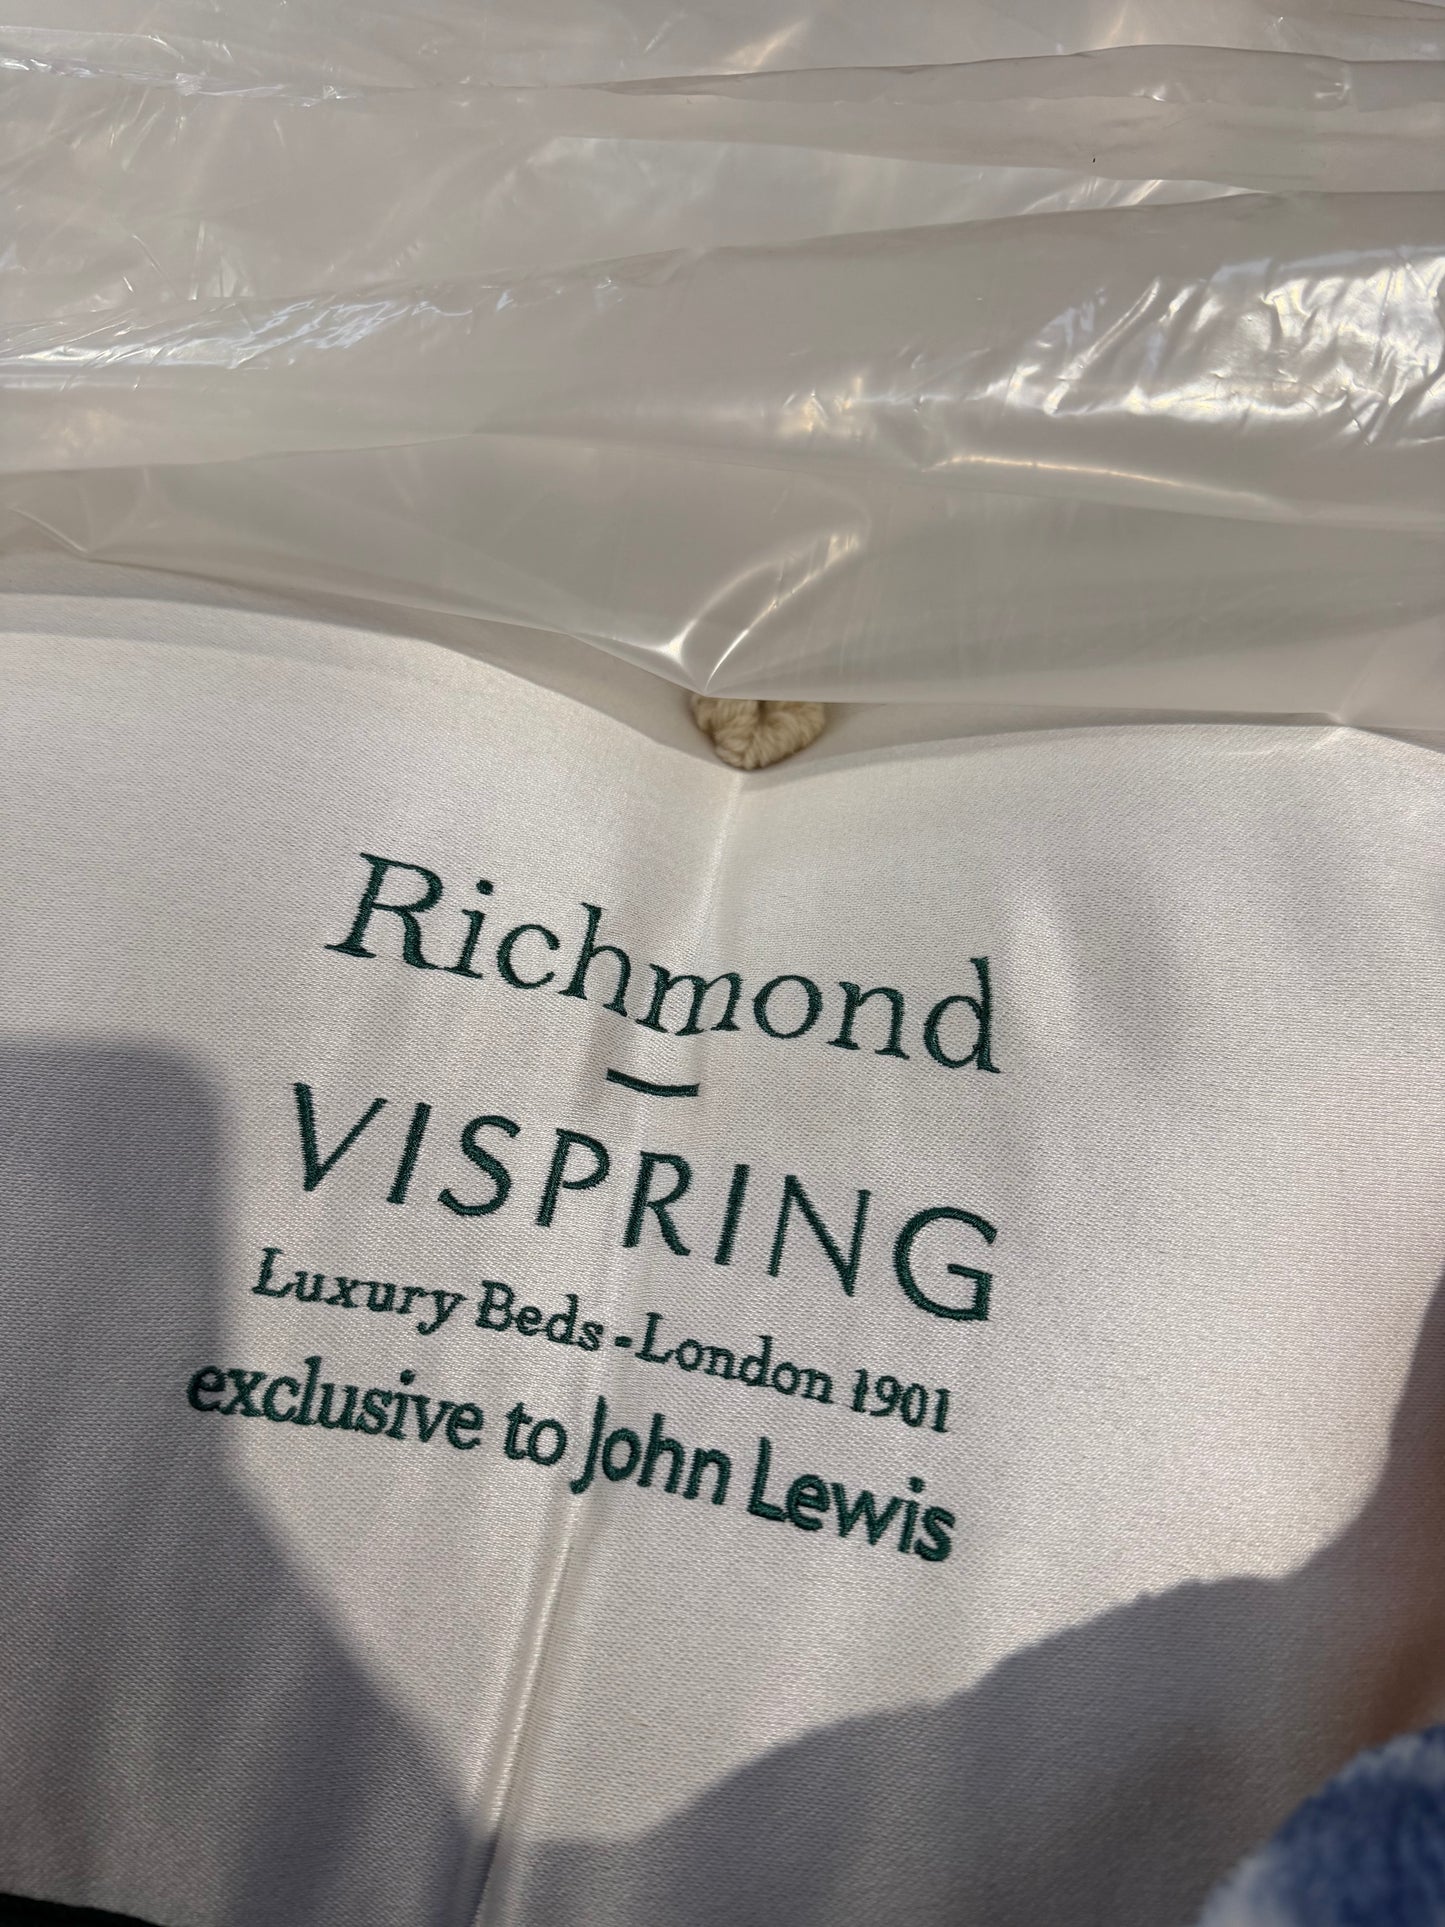 Richmond
VISPRING
Luxury Beds - London 1901
exclusive to John Lewis